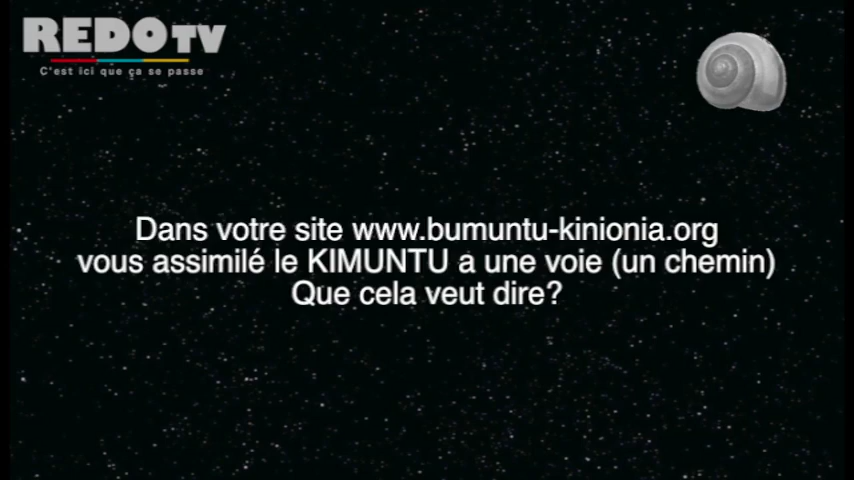 REDO TV
C'est ici que ça se passe
Dans votre site www.bumuntu-kinionia.org
vous assimilé le KIMUNTU a une voie (un chemin)
Que cela veut dire?